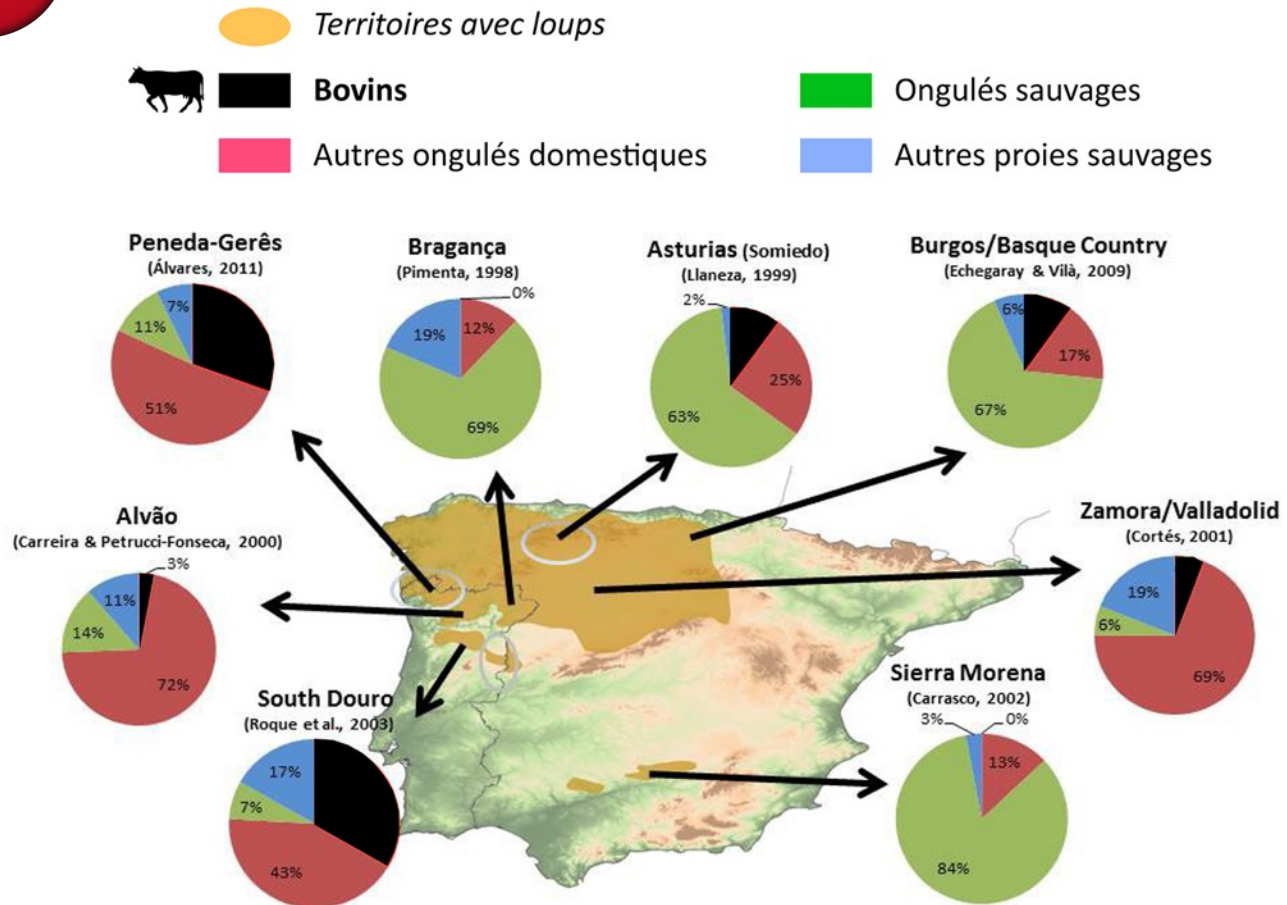 Territoires avec loups
Bovins
Ongulés sauvages
Autres ongulés domestiques
Autres proies sauvages
Peneda-Gerês
(Álvares, 2011)
7%
11%
51%
Bragança
(Pimenta, 1998)
0%
19%
12%
69%
Asturias (Somiedo)
(Llaneza, 1999)
2%
25%
63%
Burgos/Basque Country
(Echegaray & Vilà, 2009)
6%
17%
67%
Alvão
(Carreira & Petrucci-Fonseca, 2000)
3%
11%
14%
72%
Zamora/Valladolid
(Cortés, 2001)
19%
6%
69%
South Douro
(Roque et al., 2003)
17%
7%
43%
Sierra Morena
(Carrasco, 2002)
3%
0%
13%
84%